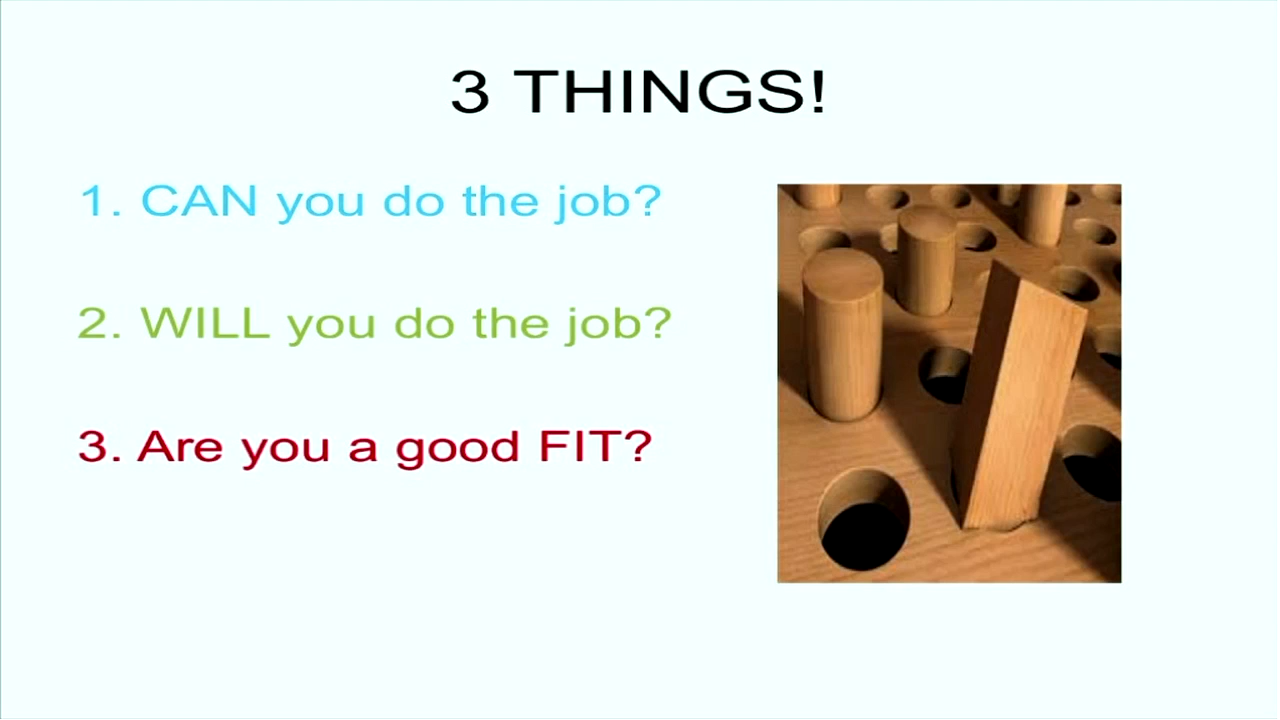 3 THINGS!
1. CAN you do the job?
2. WILL you do the job?
3. Are you a good FIT?